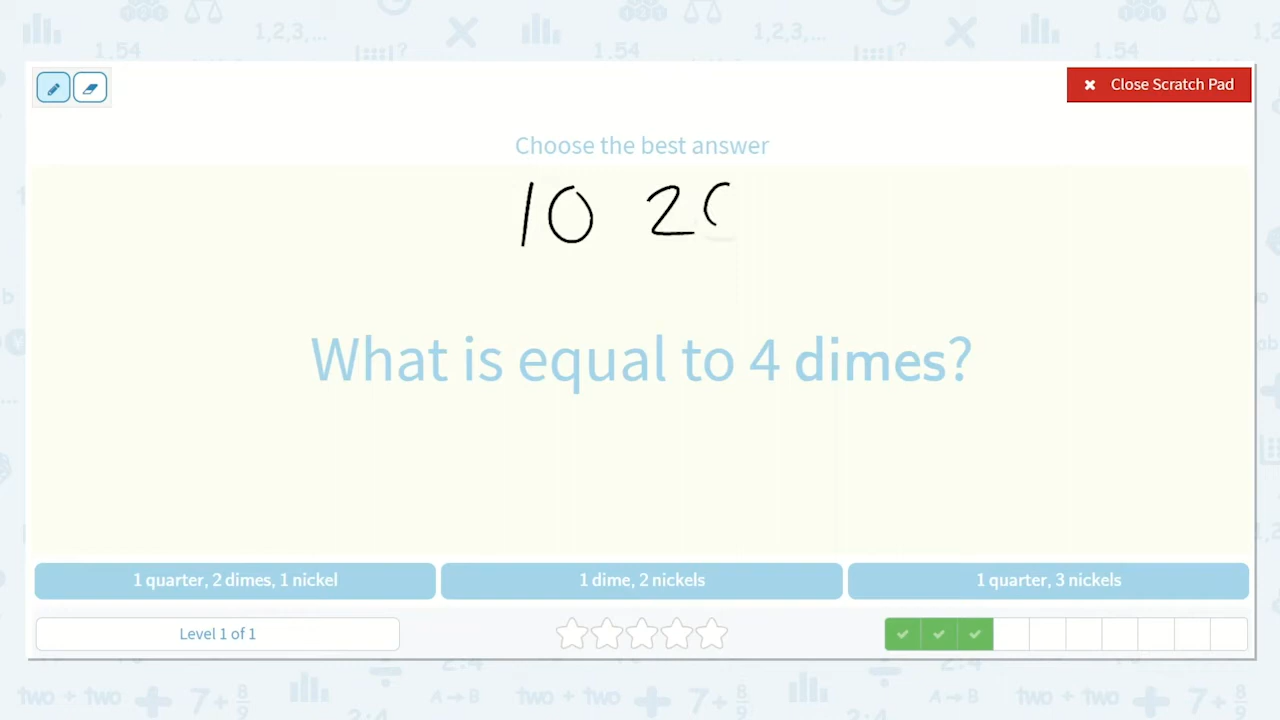 Close Scratch Pad
Choose the best answer
10 20
What is equal to 4 dimes?
1 quarter, 2 dimes, 1 nickel
1 dime, 2 nickels
1 quarter, 3 nickels
Level 1 of 1